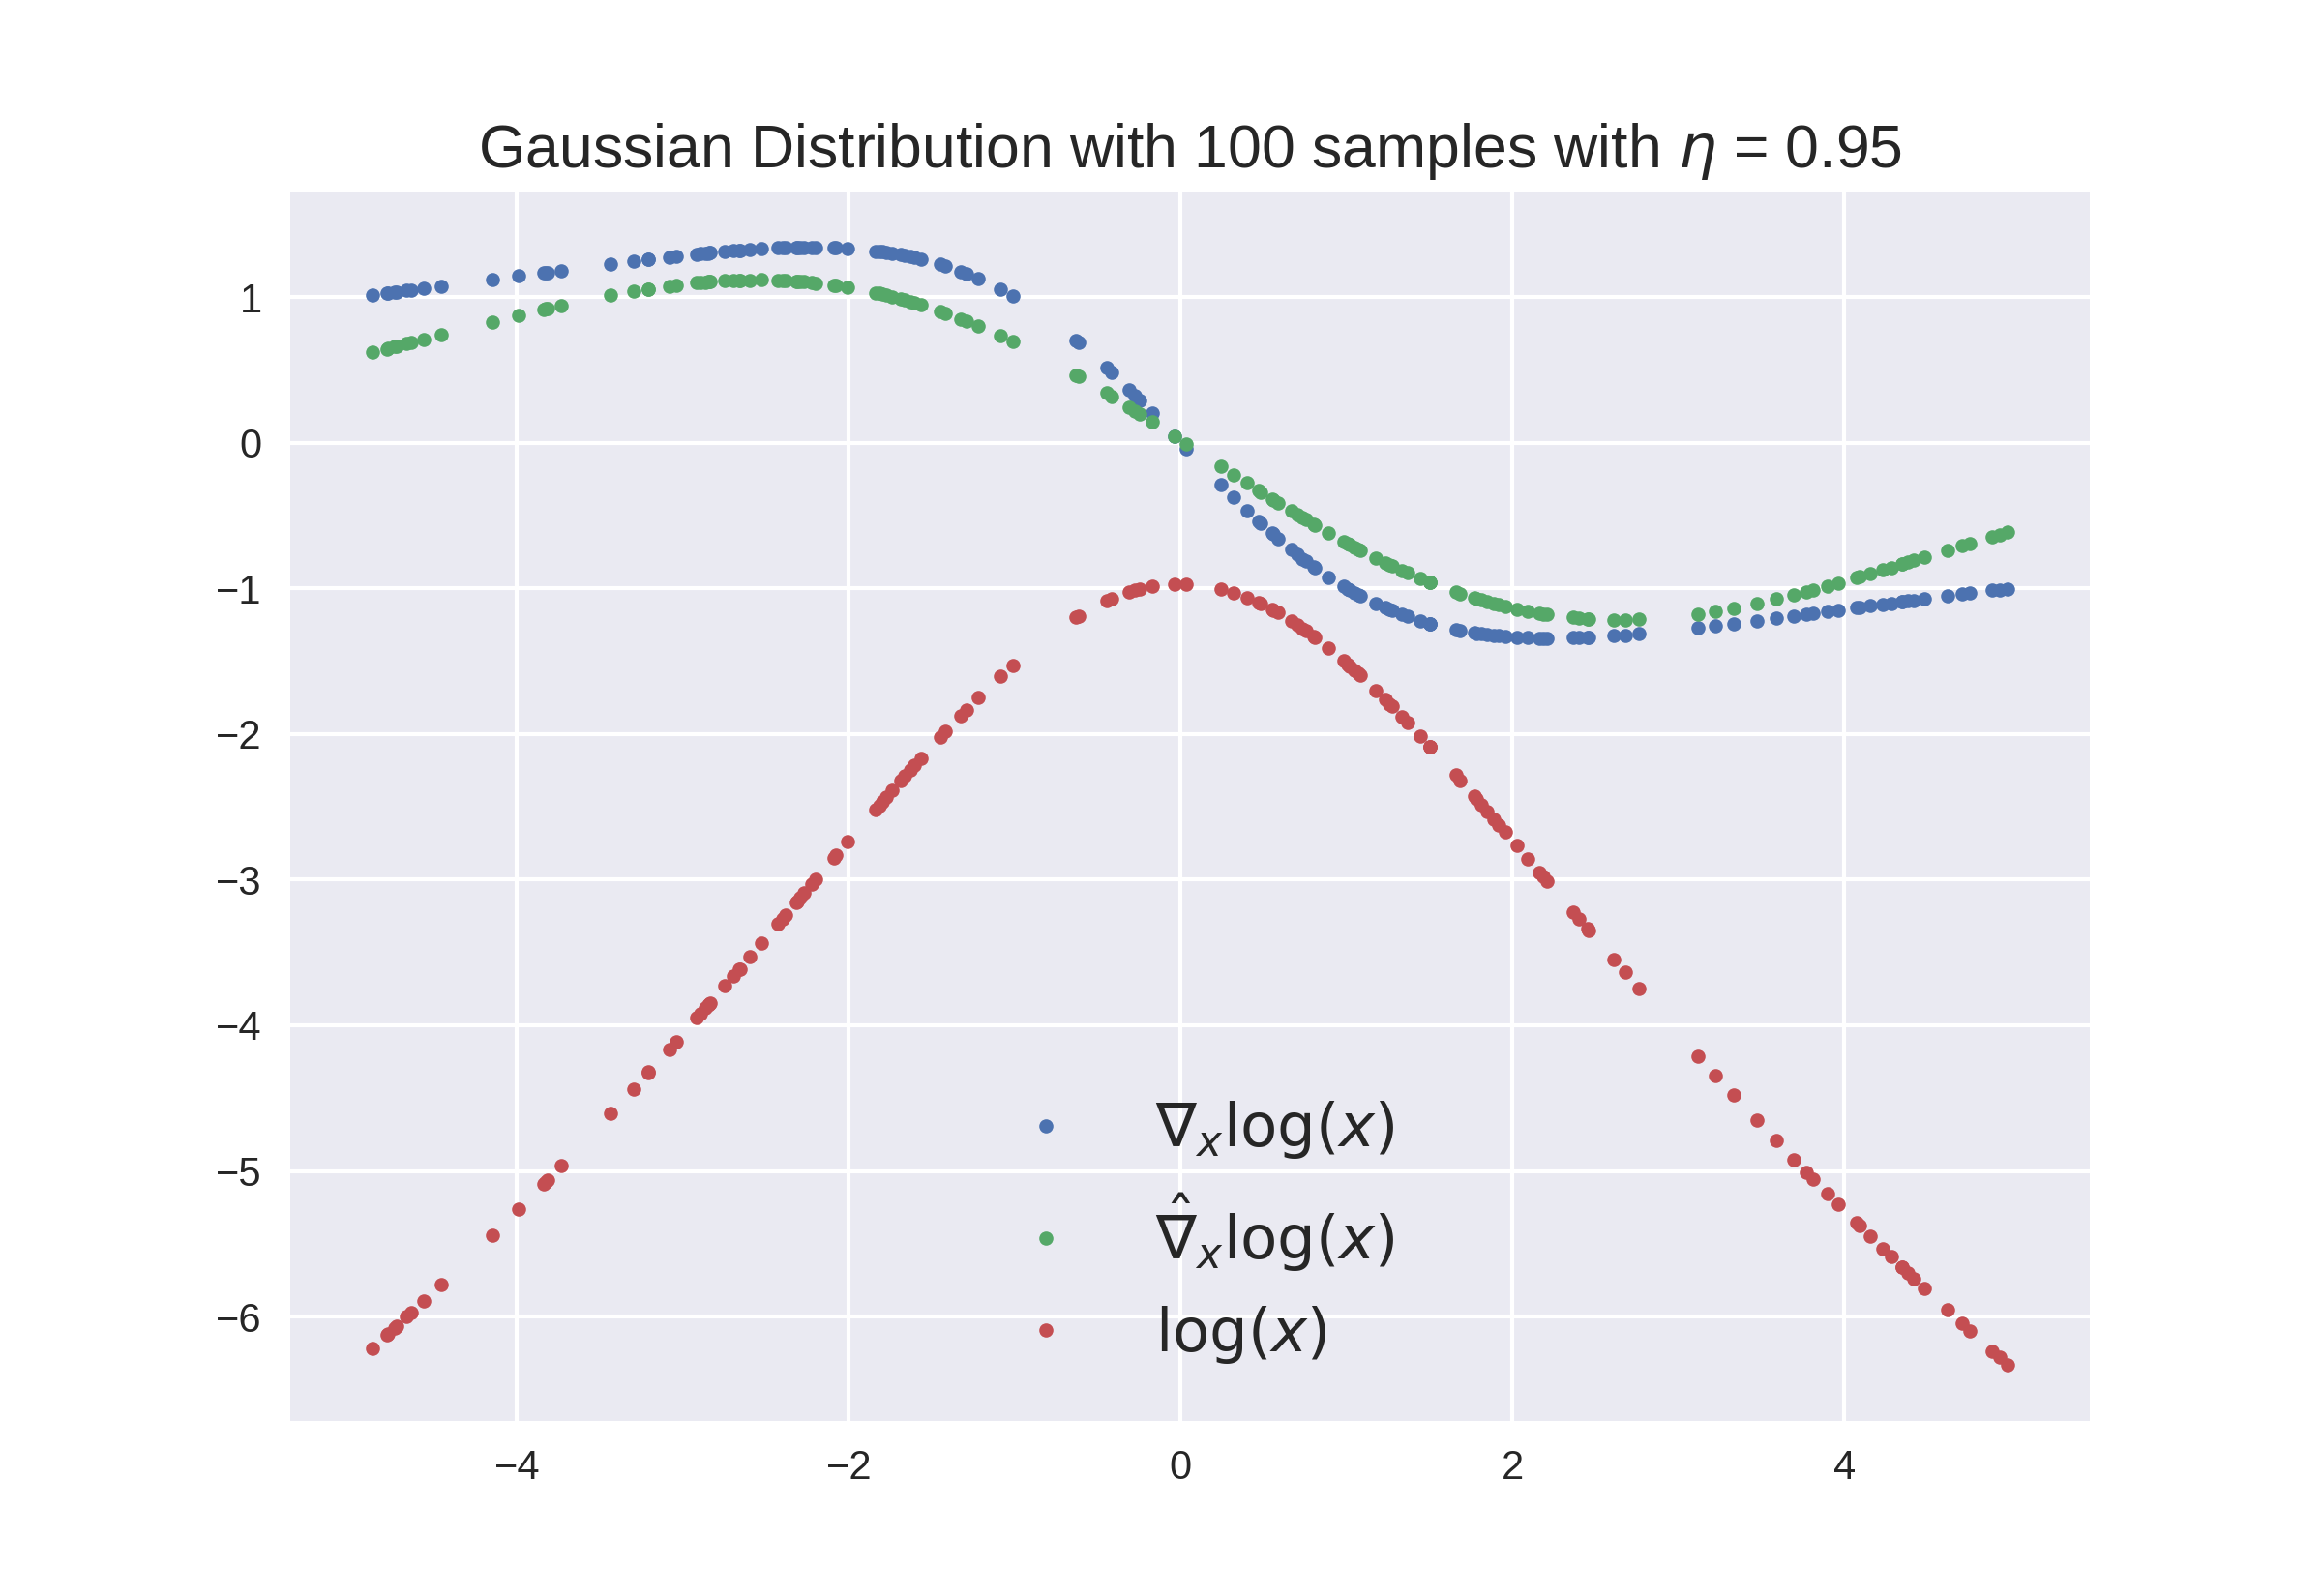 Gaussian Distribution with 100 samples with η = 0.95
1
0
−1
−2
−3
−4
−5
−6
∇ₓlog(x)
∇̂ₓlog(x)
log(x)
−4 −2 0 2 4